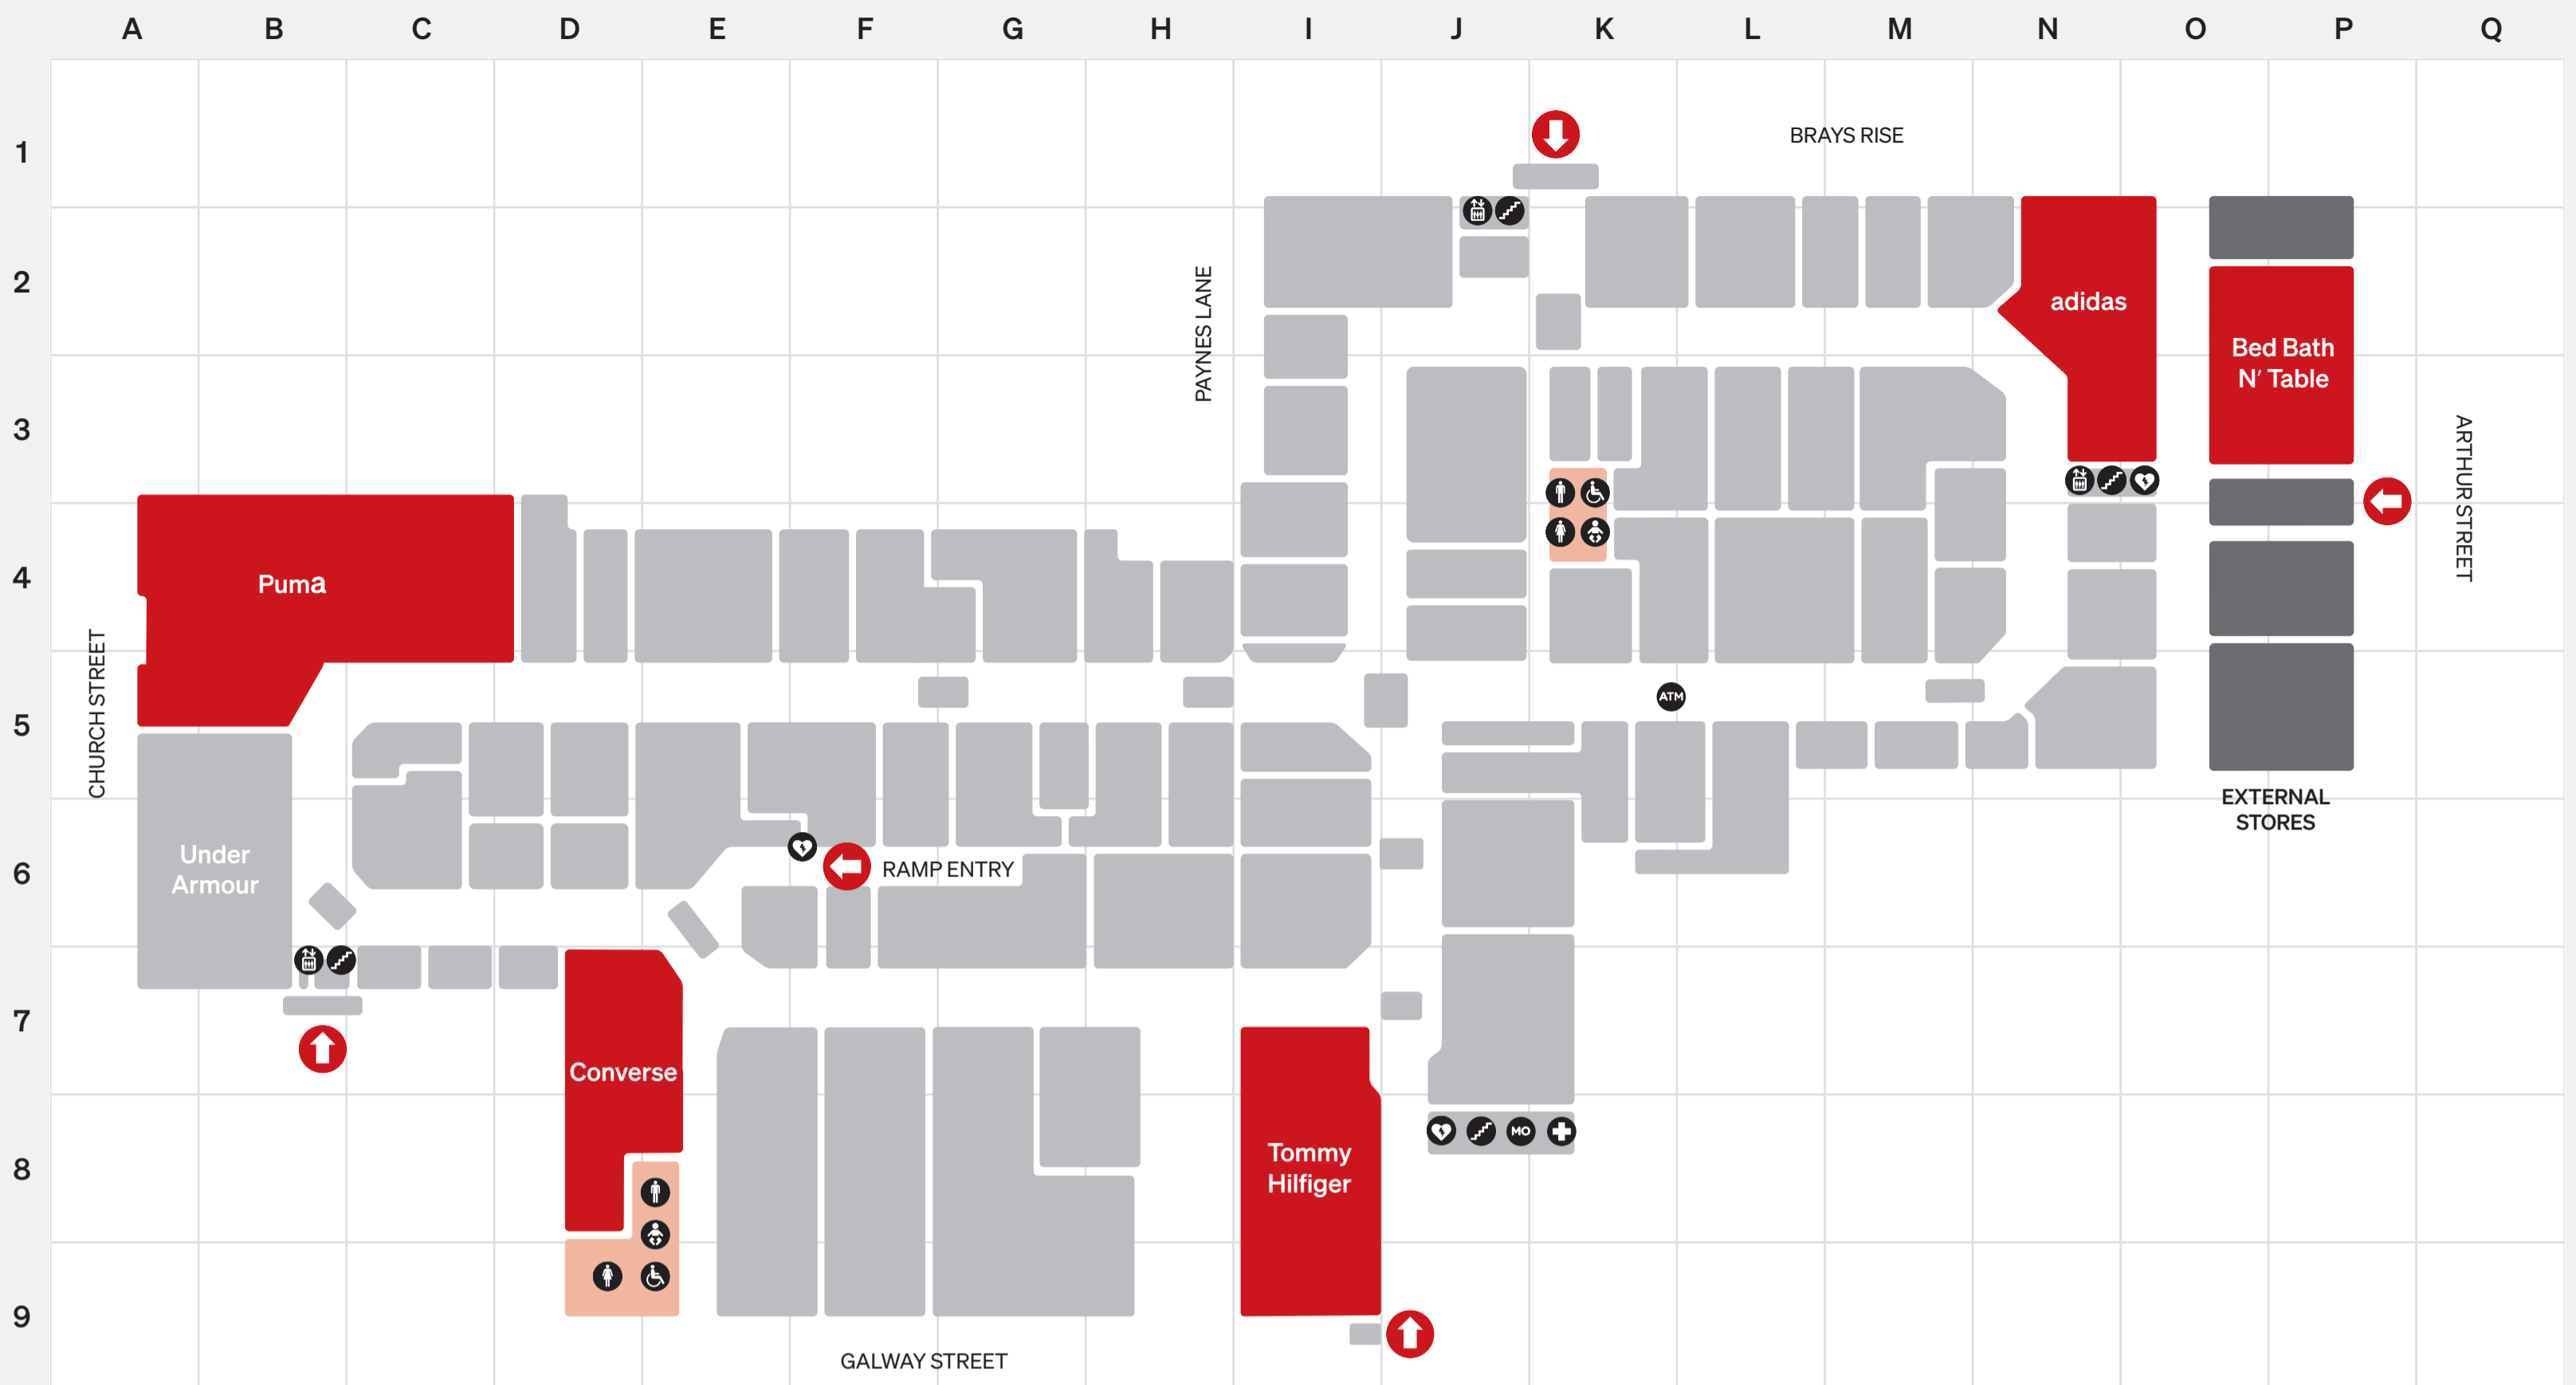 A B C D E F G H I J K L M N O P Q
1
BRAYS RISE
2
PAYNES LANE
adidas
Bed Bath
N' Table
3
ARTHUR STREET
4
Puma
CHURCH STREET
5
ATM
EXTERNAL
STORES
6
Under
Armour
RAMP ENTRY
7
Converse
8
MO
Tommy
Hilfiger
9
GALWAY STREET